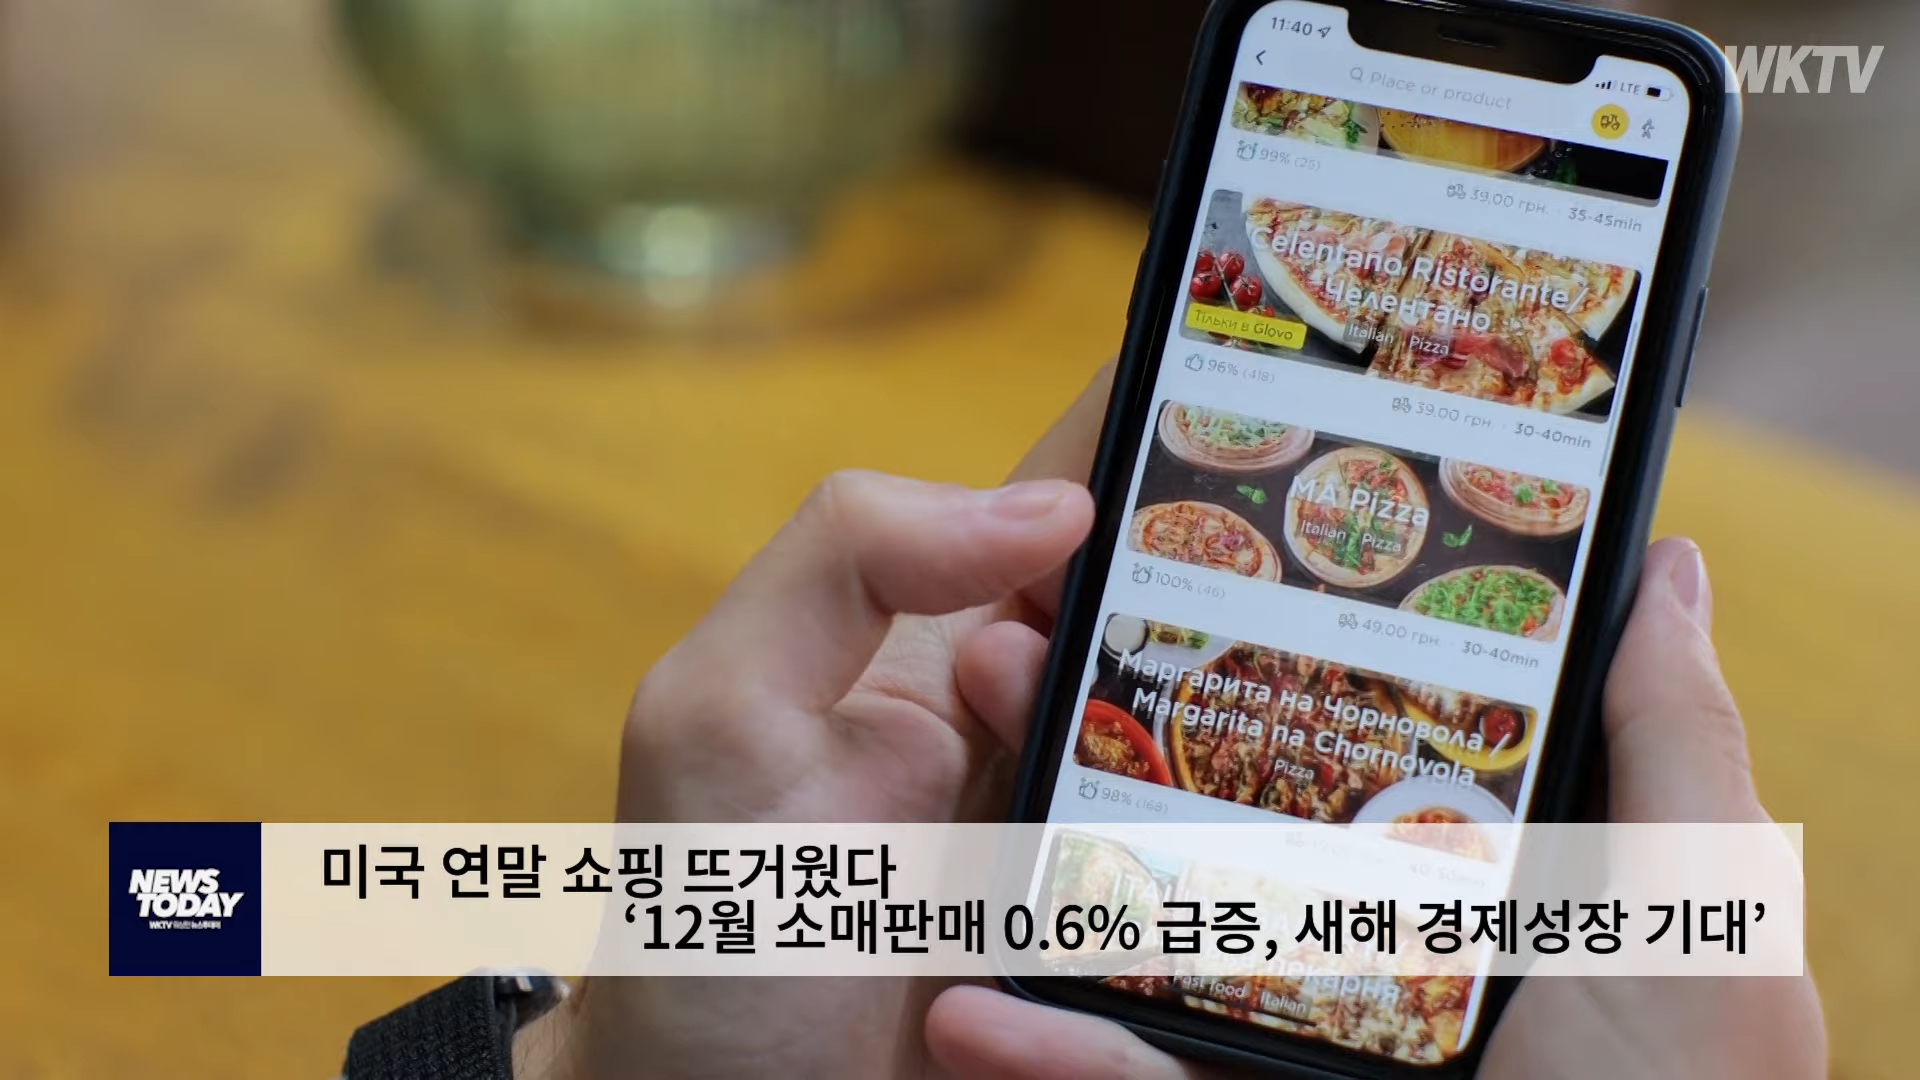 WKTV
11:40
LTE
Place or product
99% (25)
39,00 грн. · 35-45min
Celentano Ristorante/
Челентано
Italian Pizza
Тільки в Glovo
96% (418)
39,00 грн. · 30-40min
MA Pizza
Italian Pizza
100% (46)
49,00 грн. · 30-40min
Маргарита на Чорновола /
Margarita na Chornovola
Pizza
98% (168)
Fast food Italian
NEWS
TODAY
미국 연말 쇼핑 뜨거웠다
‘12월 소매판매 0.6% 급증, 새해 경제성장 기대’